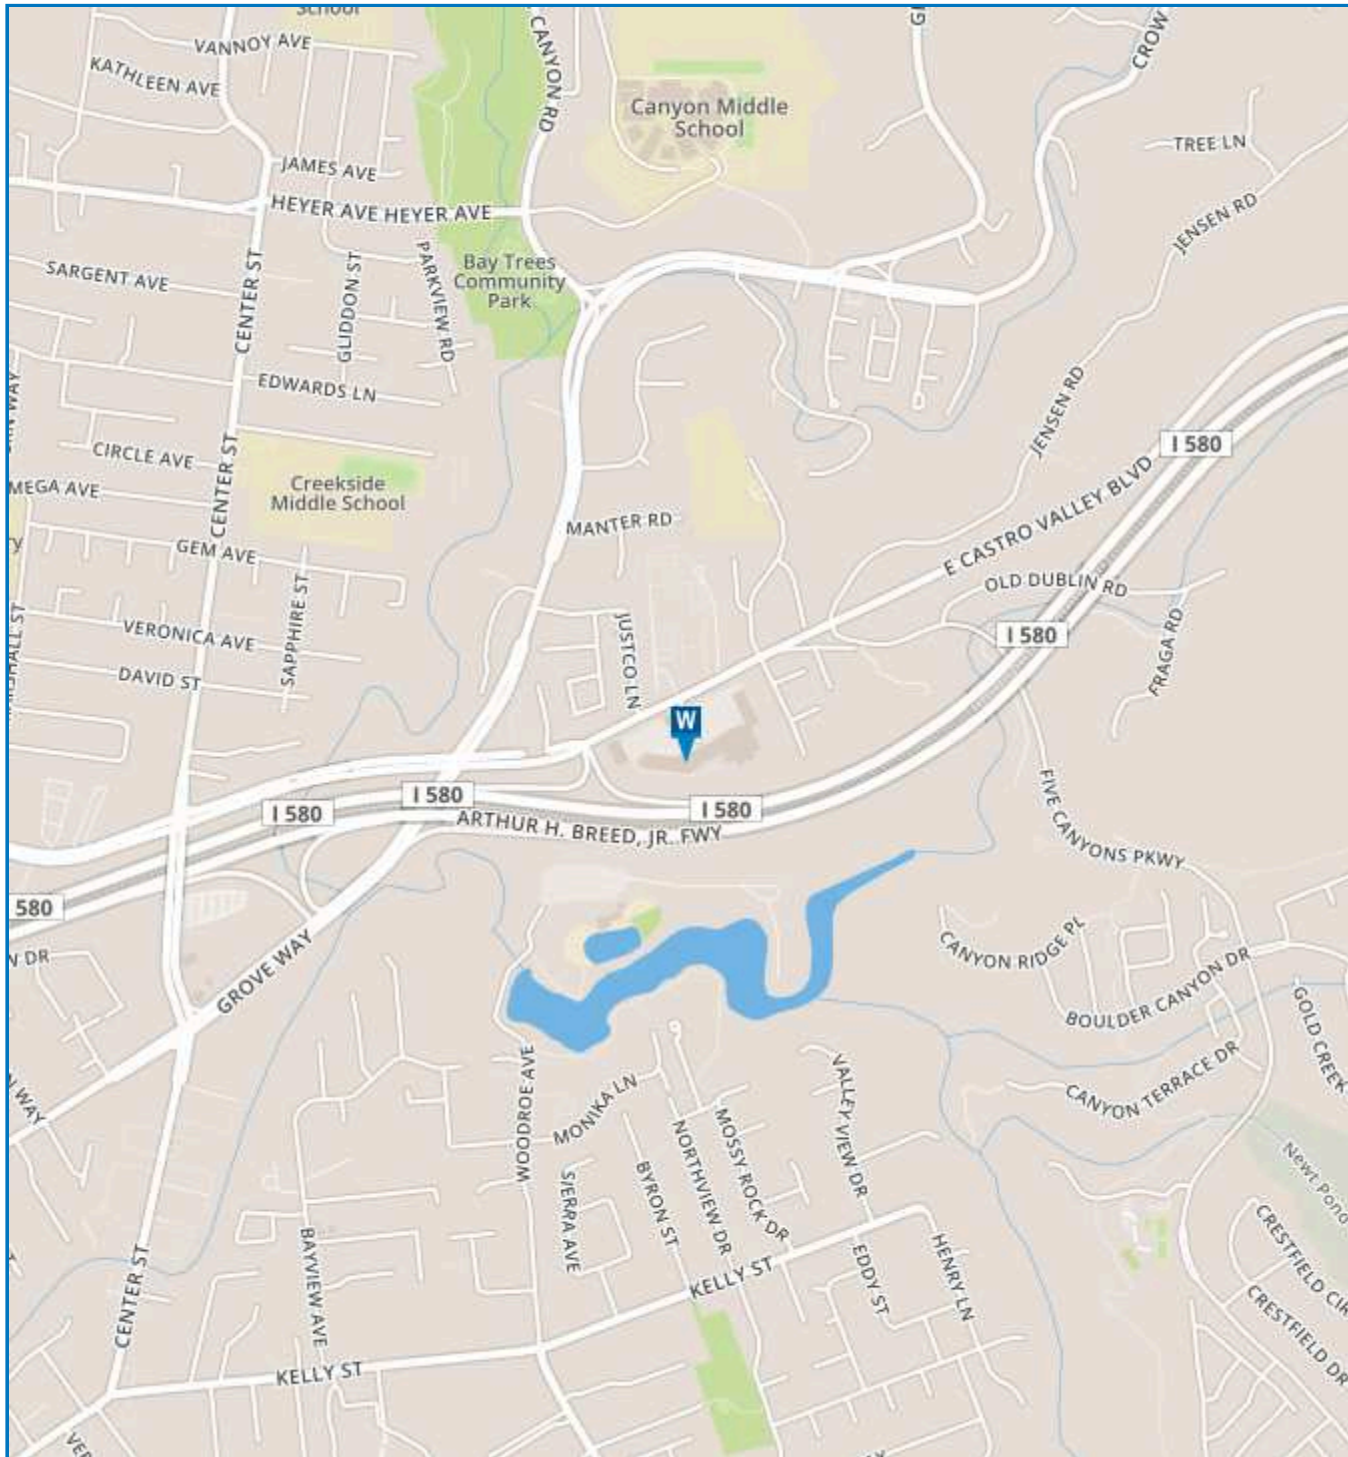 School
VANNOY AVE
KATHLEEN AVE
CANYON RD
CROW
Canyon Middle
School
TREE LN
JAMES AVE
HEYER AVE HEYER AVE
JENSEN RD
SARGENT AVE
CENTER ST
GLIDDON ST
PARKVIEW RD
Bay Trees
Community
Park
EDWARDS LN
JENSEN RD
CIRCLE AVE
CENTER ST
I 580
MEGA AVE
Creekside
Middle School
E CASTRO VALLEY BLVD
MANTER RD
GEM AVE
OLD DUBLIN RD
SAPPHIRE ST
VERONICA AVE
JUSTCO LN
I 580
FRAGA RD
DAVID ST
W
I 580
I 580
I 580
ARTHUR H. BREED, JR. FWY
FIVE CANYONS PKWY
580
GROVE WAY
CANYON RIDGE PL
BOULDER CANYON DR
GOLD CREEK
W DR
N WAY
WOODROE AVE
MONIKA LN
VALLEY VIEW DR
CANYON TERRACE DR
MOSSY ROCK DR
NORTHVIEW DR
BYRON ST
SIERRA AVE
Newt Pond
BAYVIEW AVE
CENTER ST
KELLY ST
EDDY ST
HENRY LN
CRESTFIELD CIR
CRESTFIELD DR
KELLY ST
VER